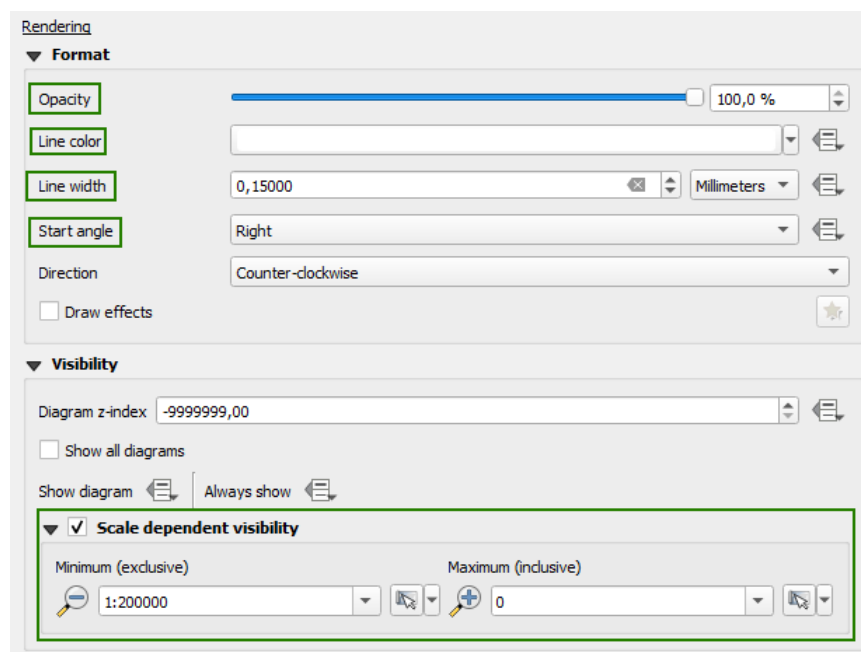 Rendering
Format
Opacity 100,0 %
Line color
Line width 0,15000 Millimeters
Start angle Right
Direction Counter-clockwise
Draw effects
Visibility
Diagram z-index -9999999,00
Show all diagrams
Show diagram Always show
Scale dependent visibility
Minimum (exclusive) Maximum (inclusive)
1:200000 0